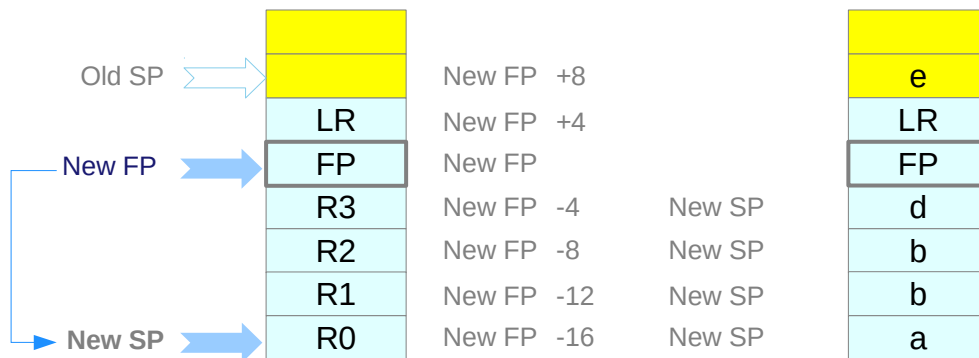 Old SP New FP +8 e
LR New FP +4 LR
New FP FP New FP FP
R3 New FP -4 New SP d
R2 New FP -8 New SP b
R1 New FP -12 New SP b
New SP R0 New FP -16 New SP a